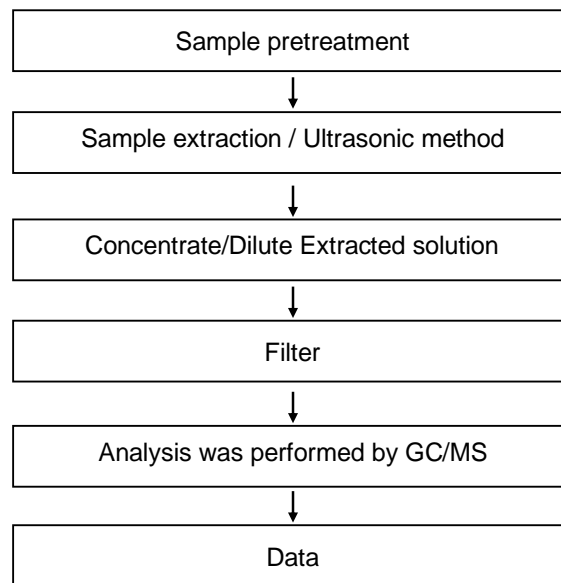 Sample pretreatment
Sample extraction / Ultrasonic method
Concentrate/Dilute Extracted solution
Filter
Analysis was performed by GC/MS
Data